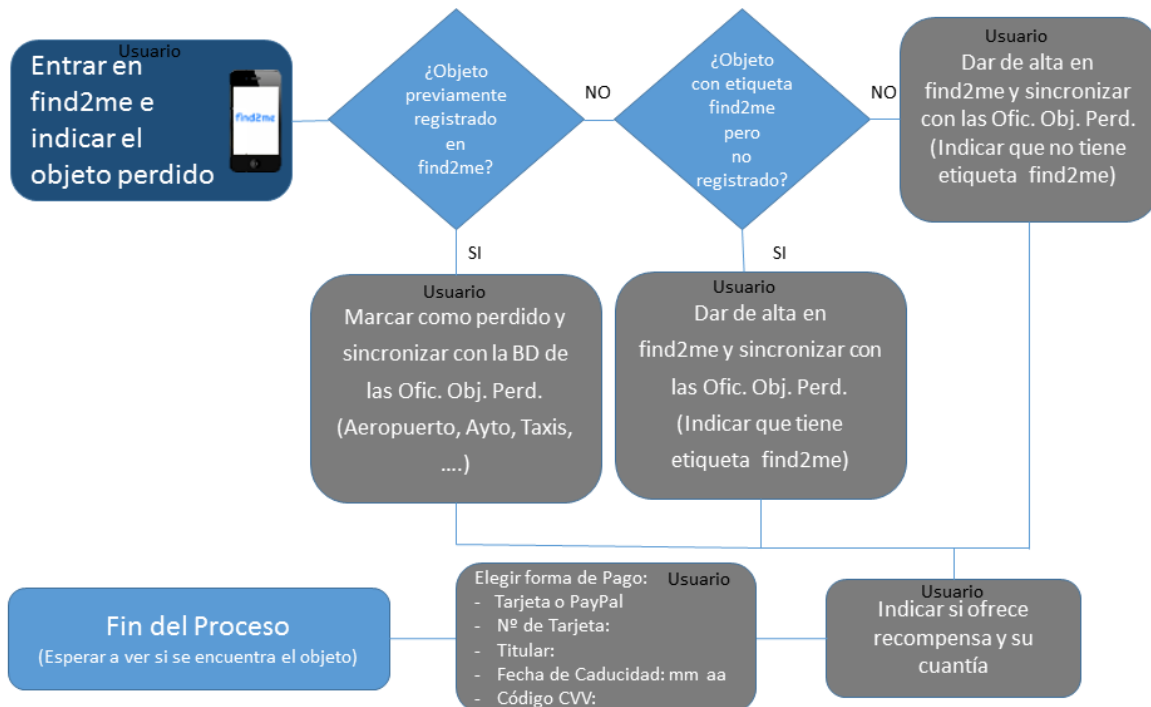 Usuario
Entrar en
find2me e
indicar el
objeto perdido
find2me
¿Objeto
previamente
registrado
en
find2me?
NO
¿Objeto
con etiqueta
find2me
pero
no
registrado?
NO
Usuario
Dar de alta en
find2me y sincronizar
con las Ofic. Obj. Perd.
(Indicar que no tiene
etiqueta find2me)
SI
SI
Usuario
Marcar como perdido y
sincronizar con la BD de
las Ofic. Obj. Perd.
(Aeropuerto, Ayto, Taxis,
….)
Usuario
Dar de alta en
find2me y sincronizar con
las Ofic. Obj. Perd.
(Indicar que tiene
etiqueta find2me)
Fin del Proceso
(Esperar a ver si se encuentra el objeto)
Elegir forma de Pago:
Usuario
- Tarjeta o PayPal
- Nº de Tarjeta:
- Titular:
- Fecha de Caducidad: mm aa
- Código CVV:
Usuario
Indicar si ofrece
recompensa y su
cuantía